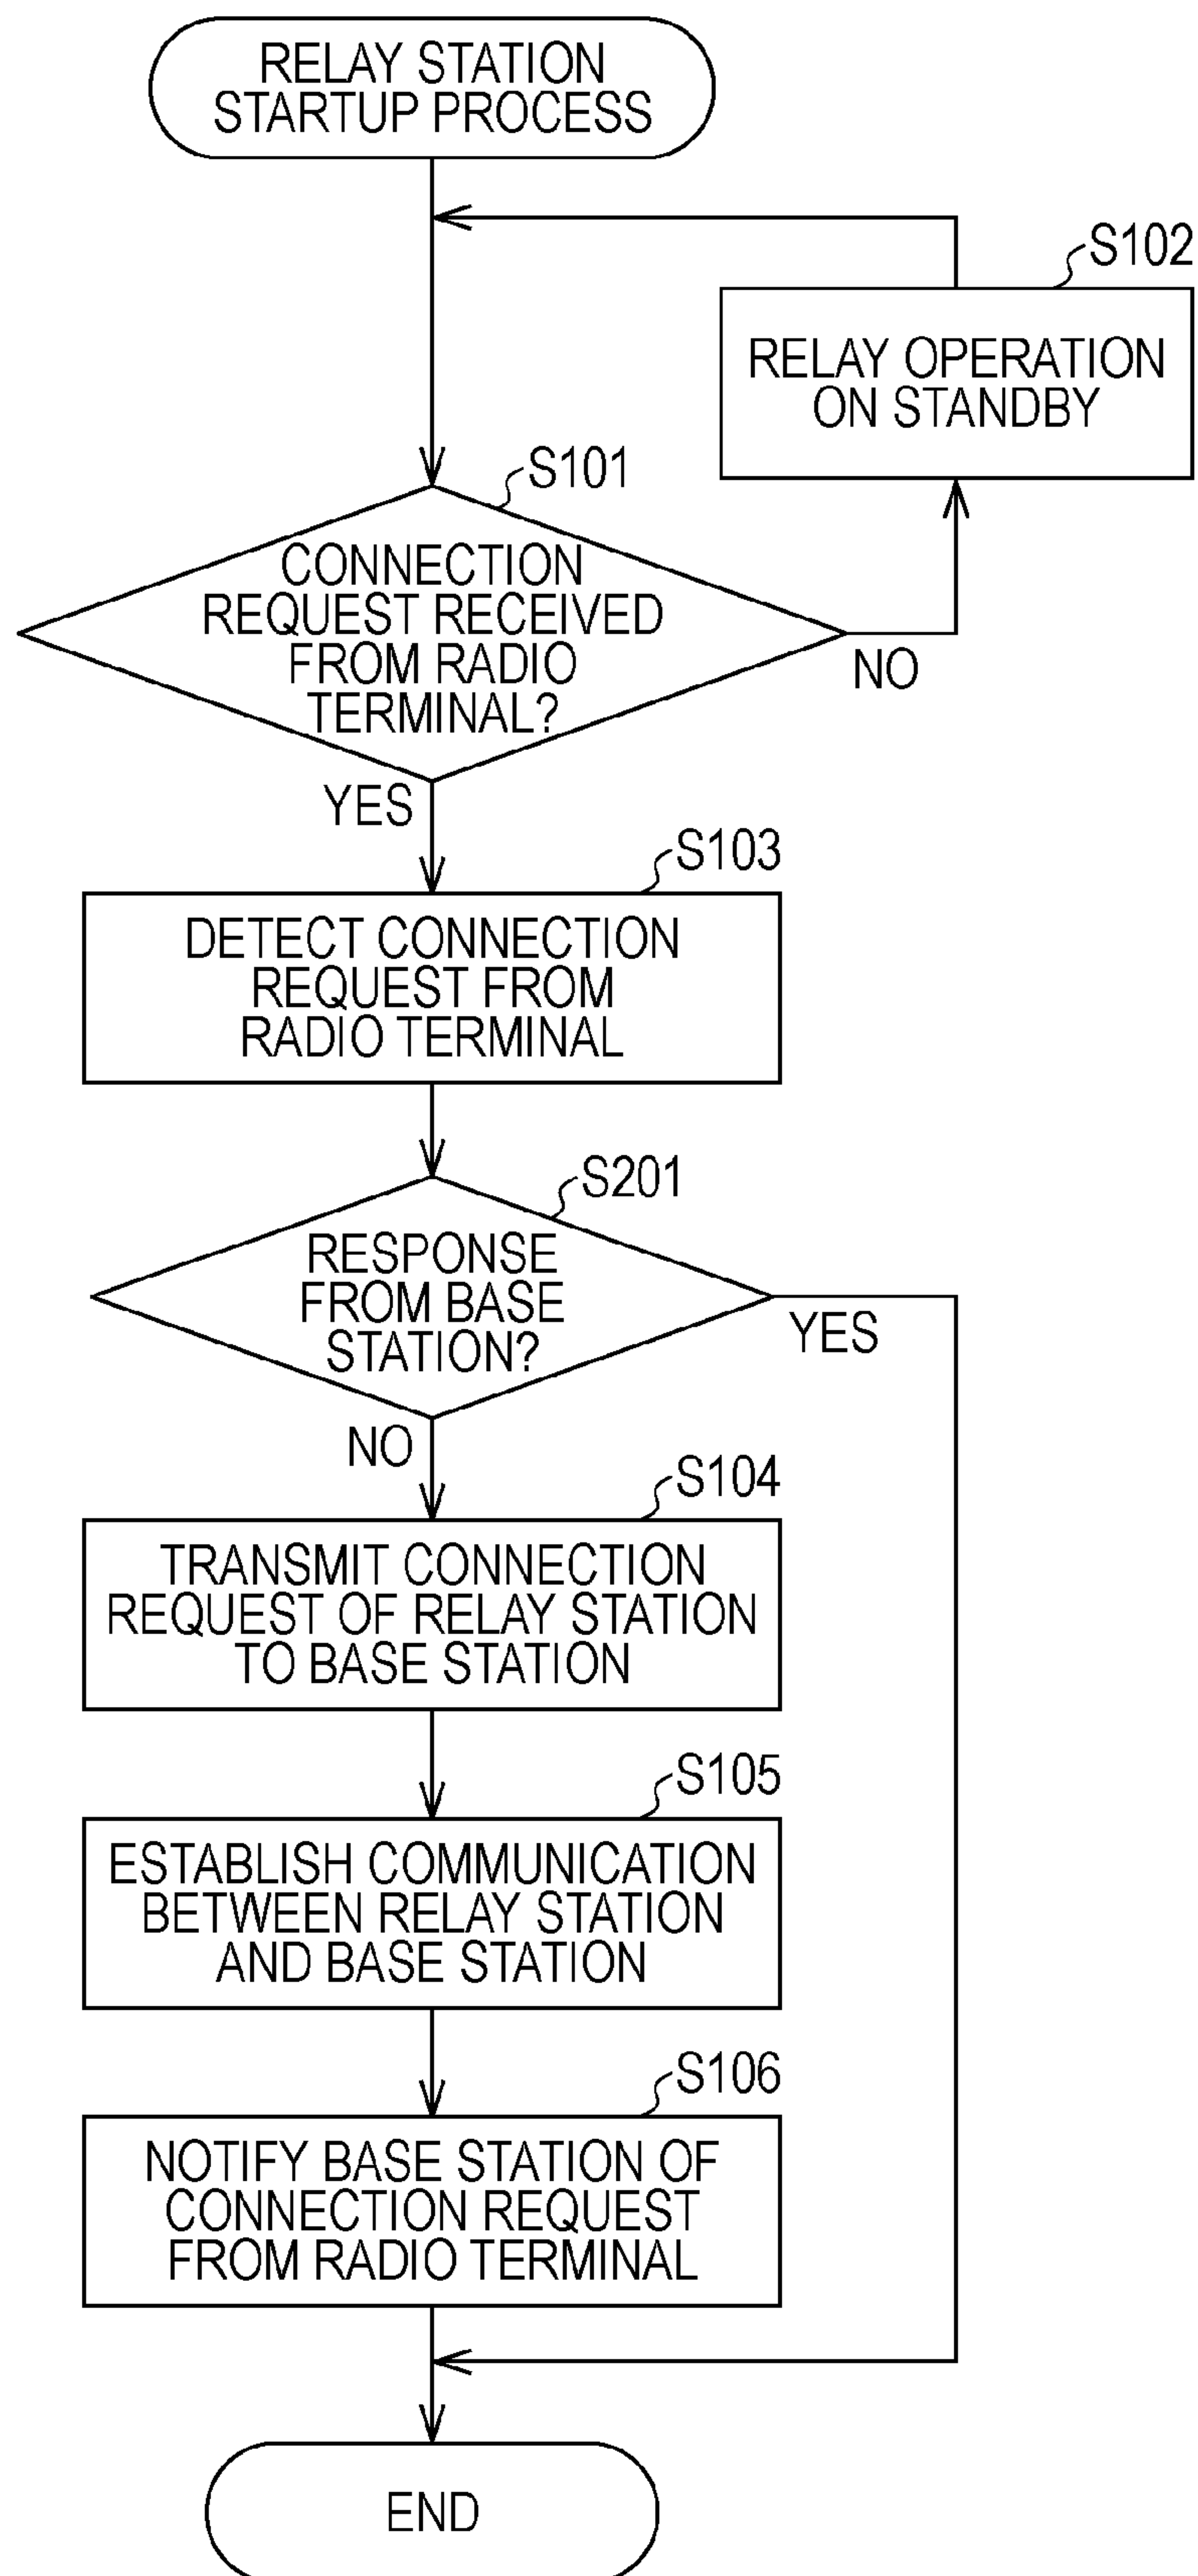 RELAY STATION
STARTUP PROCESS
S102
RELAY OPERATION
ON STANDBY
S101
CONNECTION
REQUEST RECEIVED
FROM RADIO
TERMINAL?
NO
YES
S103
DETECT CONNECTION
REQUEST FROM
RADIO TERMINAL
S201
RESPONSE
FROM BASE
STATION?
YES
NO
S104
TRANSMIT CONNECTION
REQUEST OF RELAY STATION
TO BASE STATION
S105
ESTABLISH COMMUNICATION
BETWEEN RELAY STATION
AND BASE STATION
S106
NOTIFY BASE STATION OF
CONNECTION REQUEST
FROM RADIO TERMINAL
END